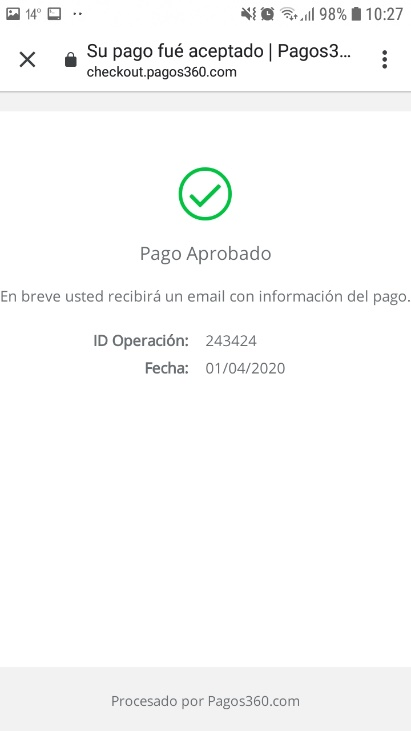 14° 98% 10:27
Su pago fué aceptado | Pagos3...
checkout.pagos360.com
Pago Aprobado
En breve usted recibirá un email con información del pago.
ID Operación: 243424
Fecha: 01/04/2020
Procesado por Pagos360.com